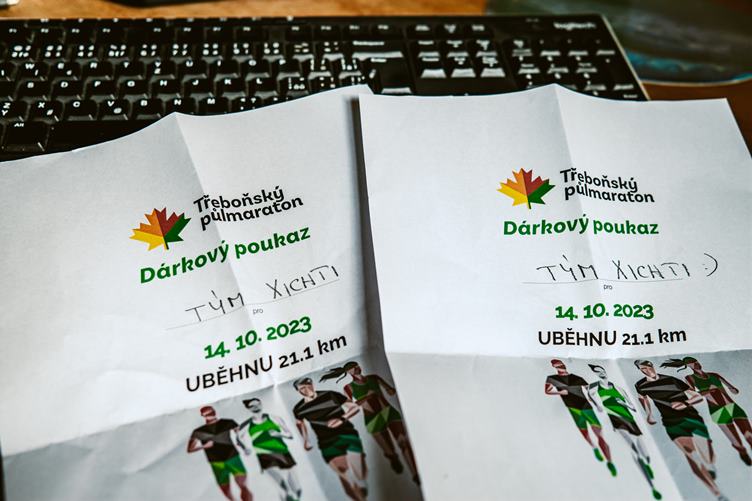 logitech
Třeboňský
půlmaraton
Dárkový poukaz
TÝM XICHTI
pro
14. 10. 2023
UBĚHNU 21.1 km
Třeboňský
půlmaraton
Dárkový poukaz
TÝM XICHTI :)
pro
14. 10. 2023
UBĚHNU 21.1 km